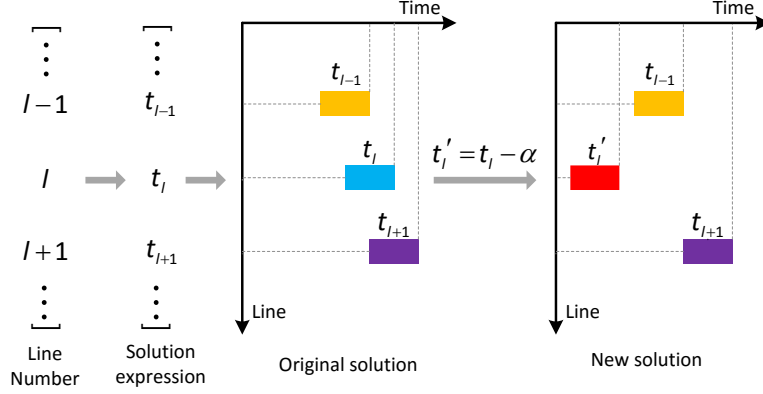 Time
Time
t_{l-1}
t_{l-1}
l-1
t_{l-1}
t_l
t_l' = t_l - α
t_l'
l
t_l
t_{l+1}
t_{l+1}
l+1
t_{l+1}
Line
Line
Line
Number
Solution
expression
Original solution
New solution